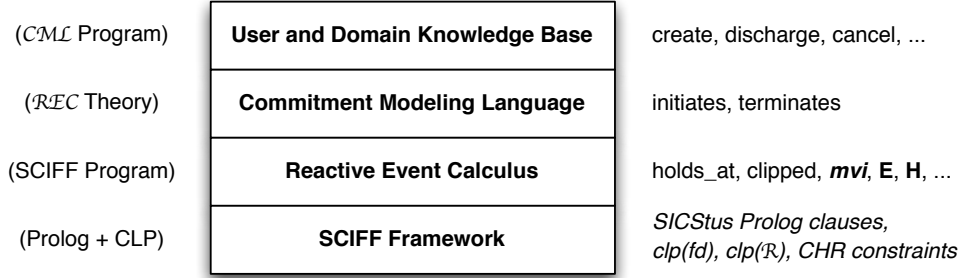 (CML Program) User and Domain Knowledge Base create, discharge, cancel, ...
(REC Theory) Commitment Modeling Language initiates, terminates
(SCIFF Program) Reactive Event Calculus holds_at, clipped, mvi, E, H, ...
(Prolog + CLP) SCIFF Framework SICStus Prolog clauses,
clp(fd), clp(R), CHR constraints